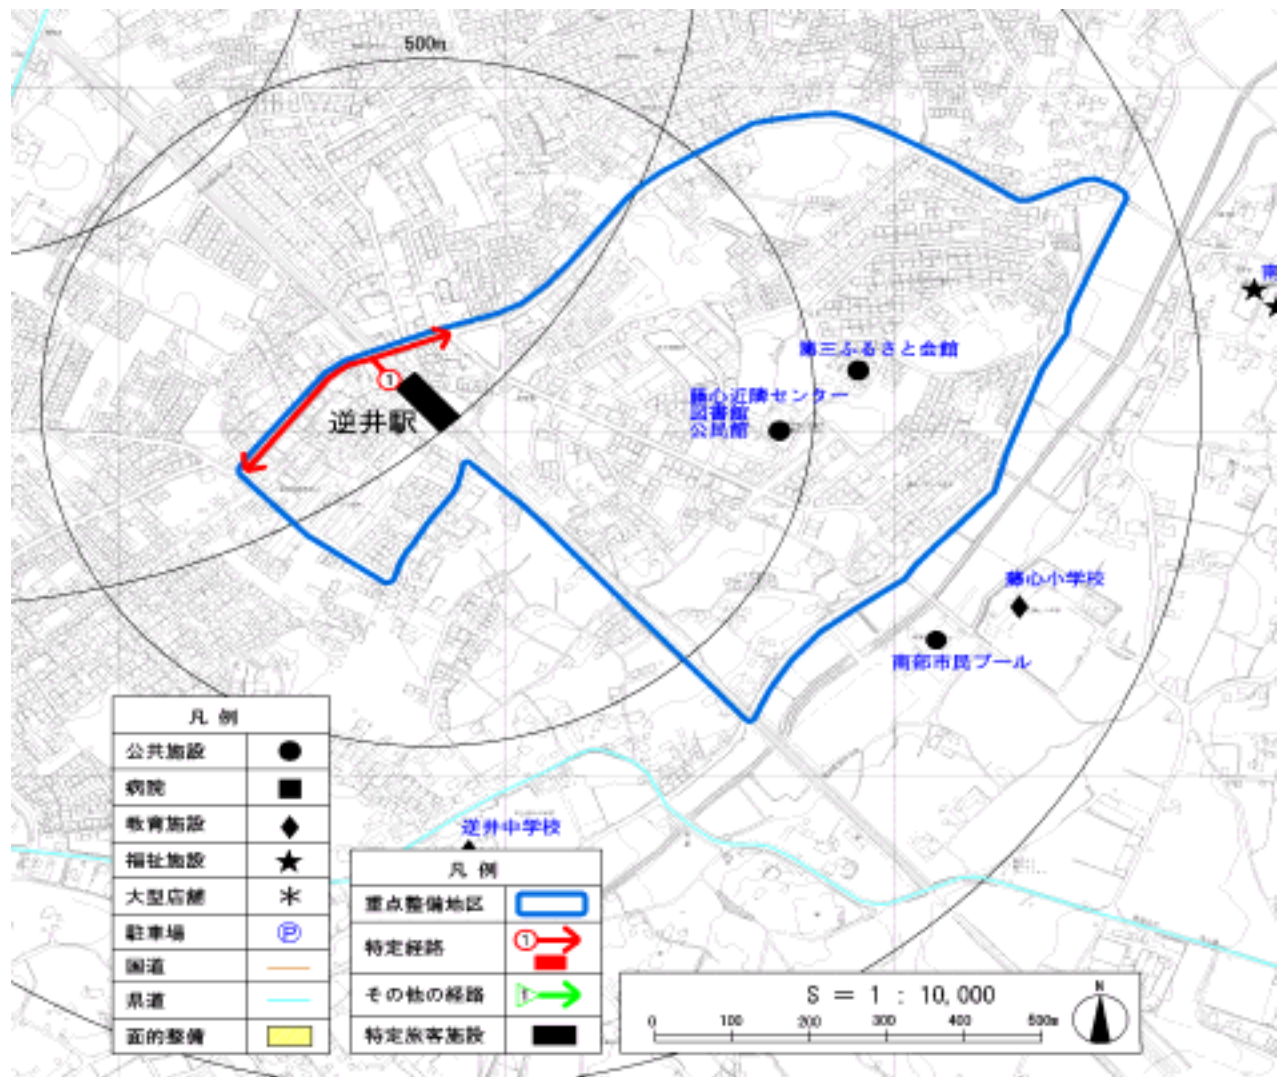 500m
南
第三ふるさと会館
藤心近隣センター
図書館
公民館
1
逆井駅
藤心小学校
南部市民プール
逆井中学校
凡例
公共施設
病院
教育施設
福祉施設
大型店舗
駐車場 P
国道
県道
面的整備
凡例
重点整備地区
特定経路 1
その他の経路 1
特定旅客施設
S = 1 : 10,000
0 100 200 300 400 500m
N